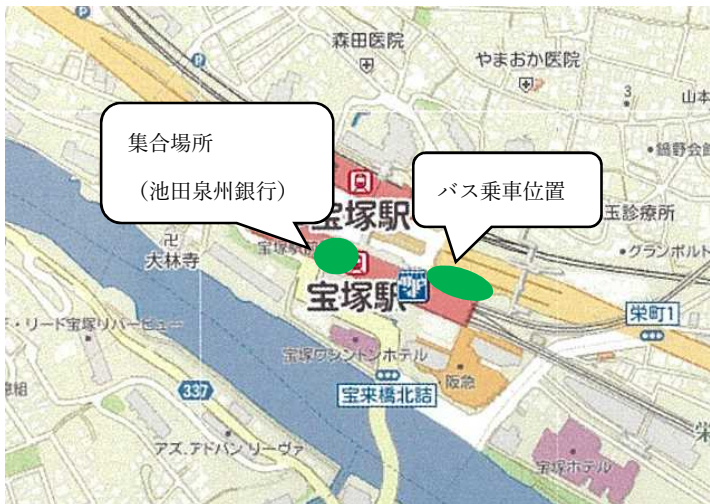 森田医院
やまおか医院
3
山本
集合場所
(池田泉州銀行)
バス乗車位置
鍋野会館
玉診療所
宝塚駅
グランボルト
卍
大林寺
宝塚駅
栄町1
リード宝塚リバービュー
宝塚ワシントンホテル
阪急
337
宝来橋北詰
アズ.アドバンリーヴァ
宝塚ホテル
栄